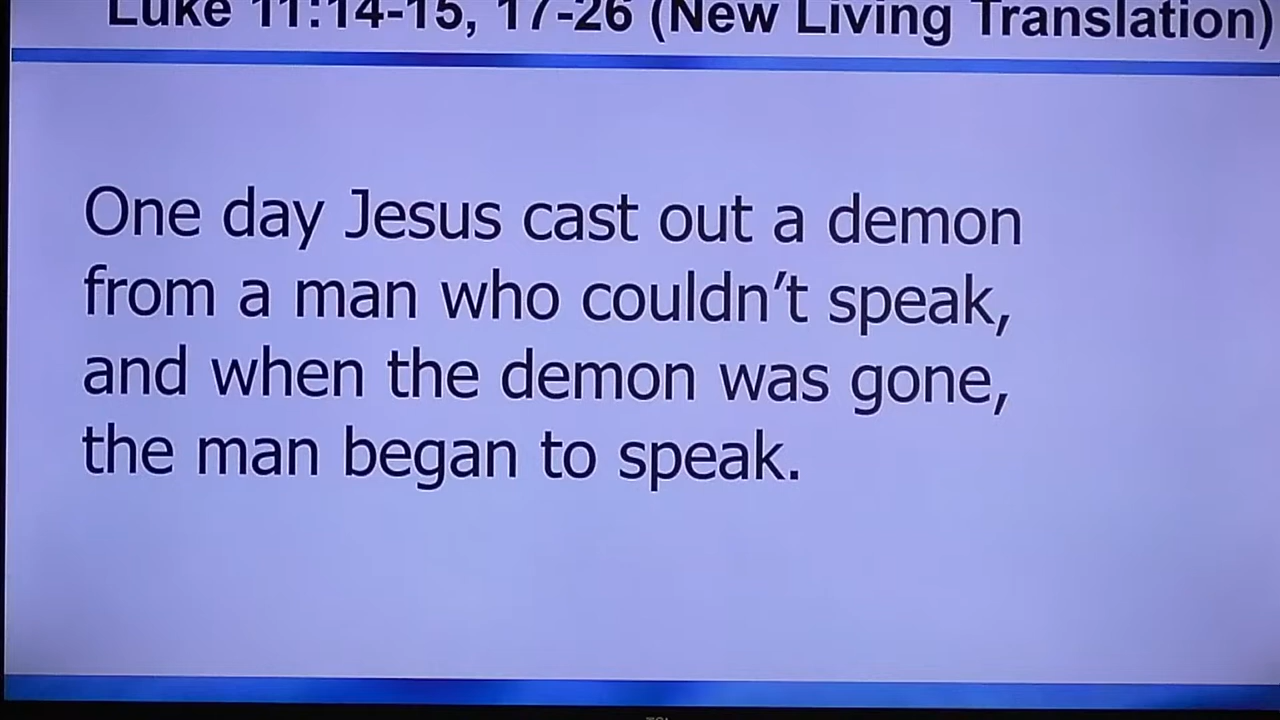 Luke 11:14-15, 17-26 (New Living Translation)
One day Jesus cast out a demon
from a man who couldn’t speak,
and when the demon was gone,
the man began to speak.